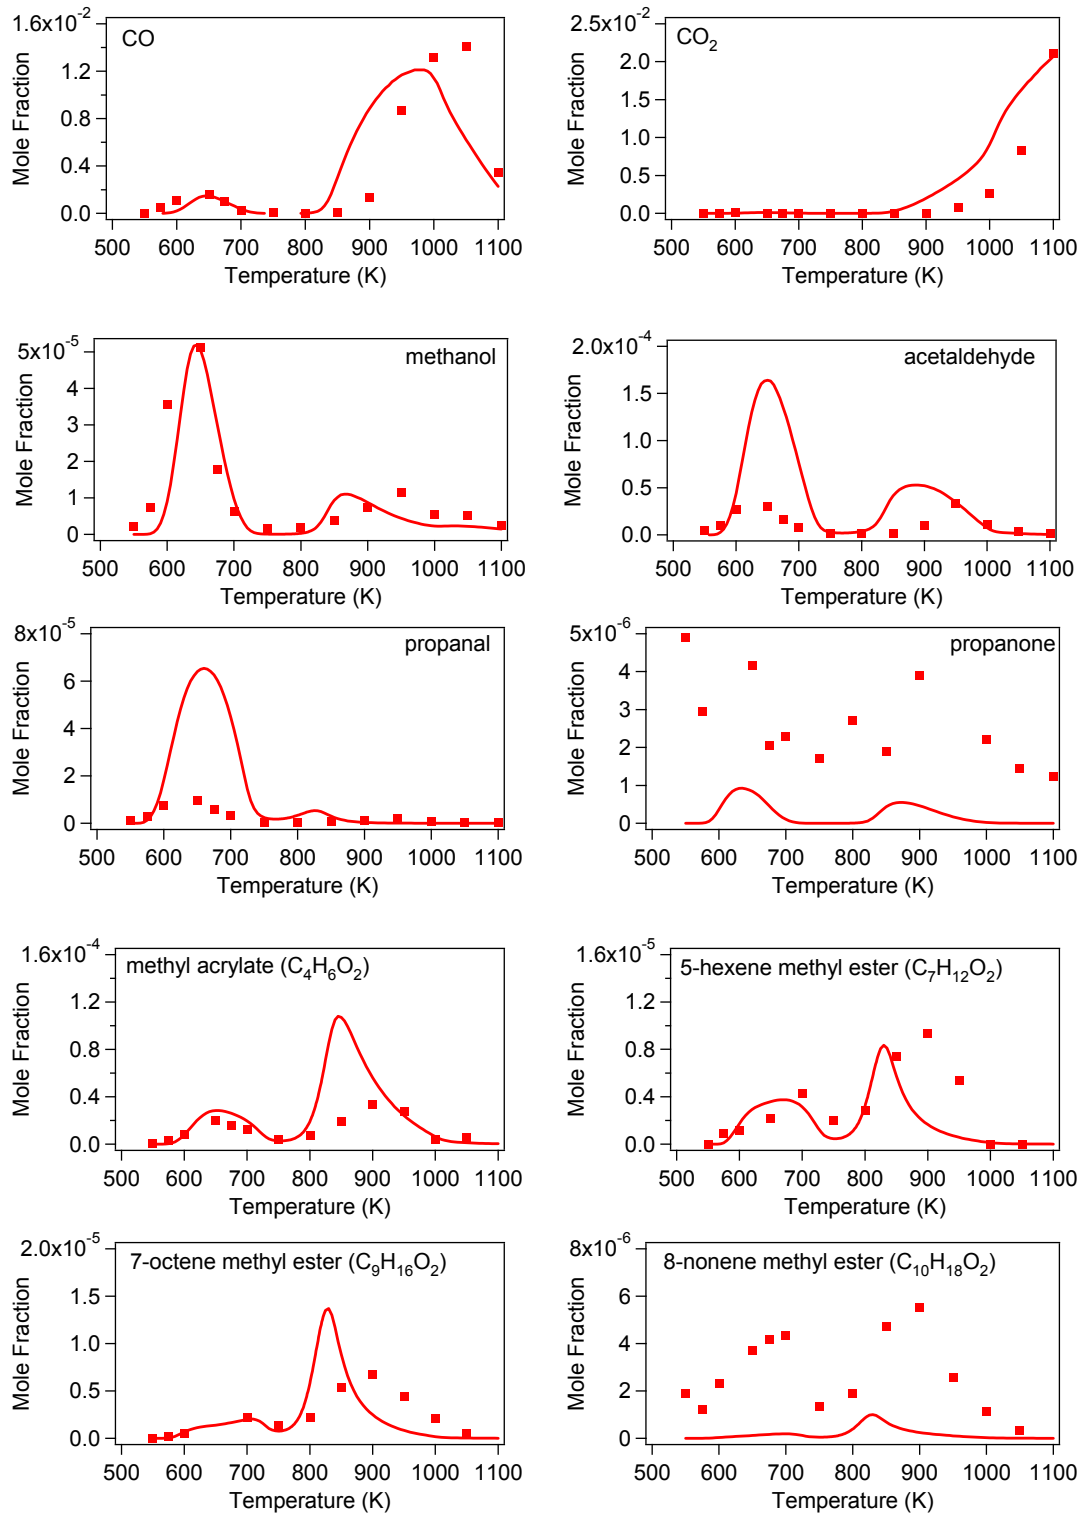 1.6x10⁻²
1.2
0.8
0.4
0.0
Mole Fraction
CO
500 600 700 800 900 1000 1100
Temperature (K)
2.5x10⁻²
2.0
1.5
1.0
0.5
0.0
Mole Fraction
CO₂
500 600 700 800 900 1000 1100
Temperature (K)
5x10⁻⁵
4
3
2
1
0
Mole Fraction
methanol
500 600 700 800 900 1000 1100
Temperature (K)
2.0x10⁻⁴
1.5
1.0
0.5
0.0
Mole Fraction
acetaldehyde
500 600 700 800 900 1000 1100
Temperature (K)
8x10⁻⁵
6
4
2
0
Mole Fraction
propanal
500 600 700 800 900 1000 1100
Temperature (K)
5x10⁻⁶
4
3
2
1
0
Mole Fraction
propanone
500 600 700 800 900 1000 1100
Temperature (K)
1.6x10⁻⁴
1.2
0.8
0.4
0.0
Mole Fraction
methyl acrylate (C₄H₆O₂)
500 600 700 800 900 1000 1100
Temperature (K)
1.6x10⁻⁵
1.2
0.8
0.4
0.0
Mole Fraction
5-hexene methyl ester (C₇H₁₂O₂)
500 600 700 800 900 1000 1100
Temperature (K)
2.0x10⁻⁵
1.5
1.0
0.5
0.0
Mole Fraction
7-octene methyl ester (C₉H₁₆O₂)
500 600 700 800 900 1000 1100
Temperature (K)
8x10⁻⁶
6
4
2
0
Mole Fraction
8-nonene methyl ester (C₁₀H₁₈O₂)
500 600 700 800 900 1000 1100
Temperature (K)